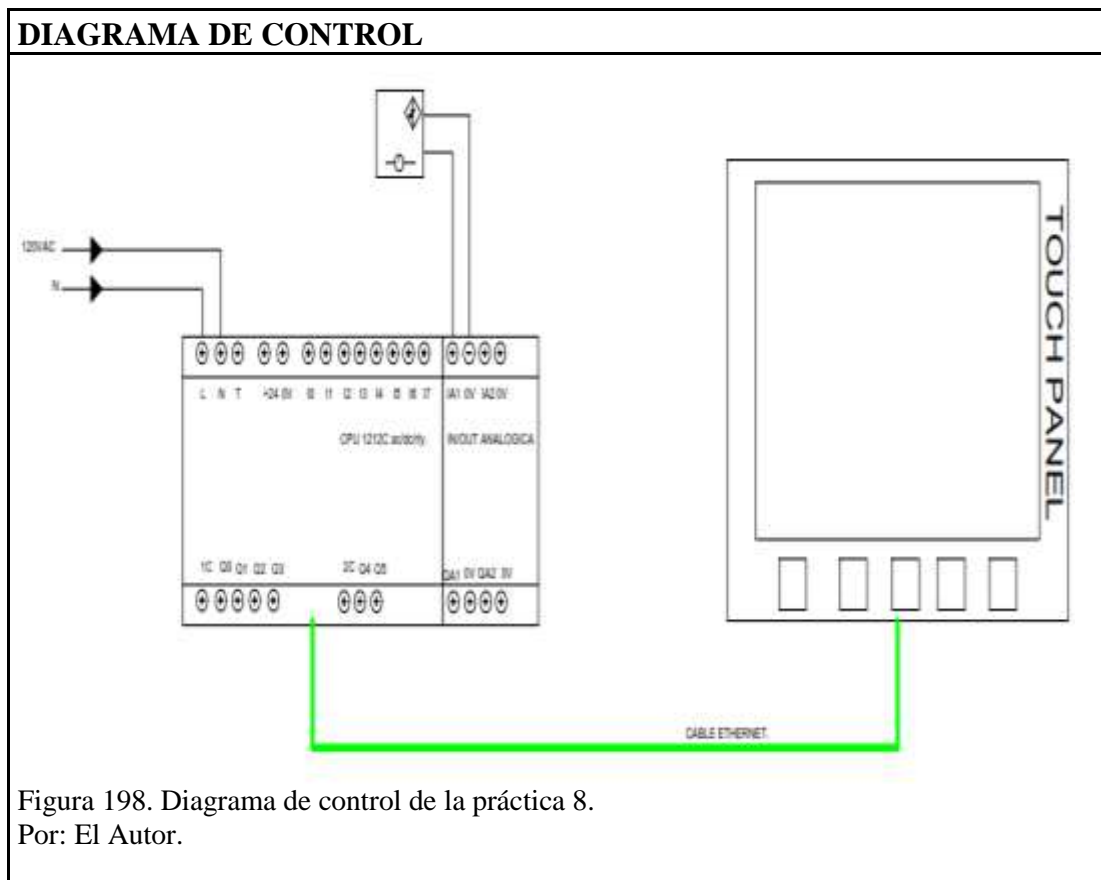 DIAGRAMA DE CONTROL
120VAC
N
L N T +24 0V I0 I1 I2 I3 I4 I5 I6 I7 IA1 0V IA2 0V
CPU 1212C ac/dc/rly IN/OUT ANALOGICA
1C Q0 Q1 Q2 Q3 2C Q4 Q5 QA1 0V QA2 0V
TOUCH PANEL
CABLE ETHERNET.
Figura 198. Diagrama de control de la práctica 8.
Por: El Autor.